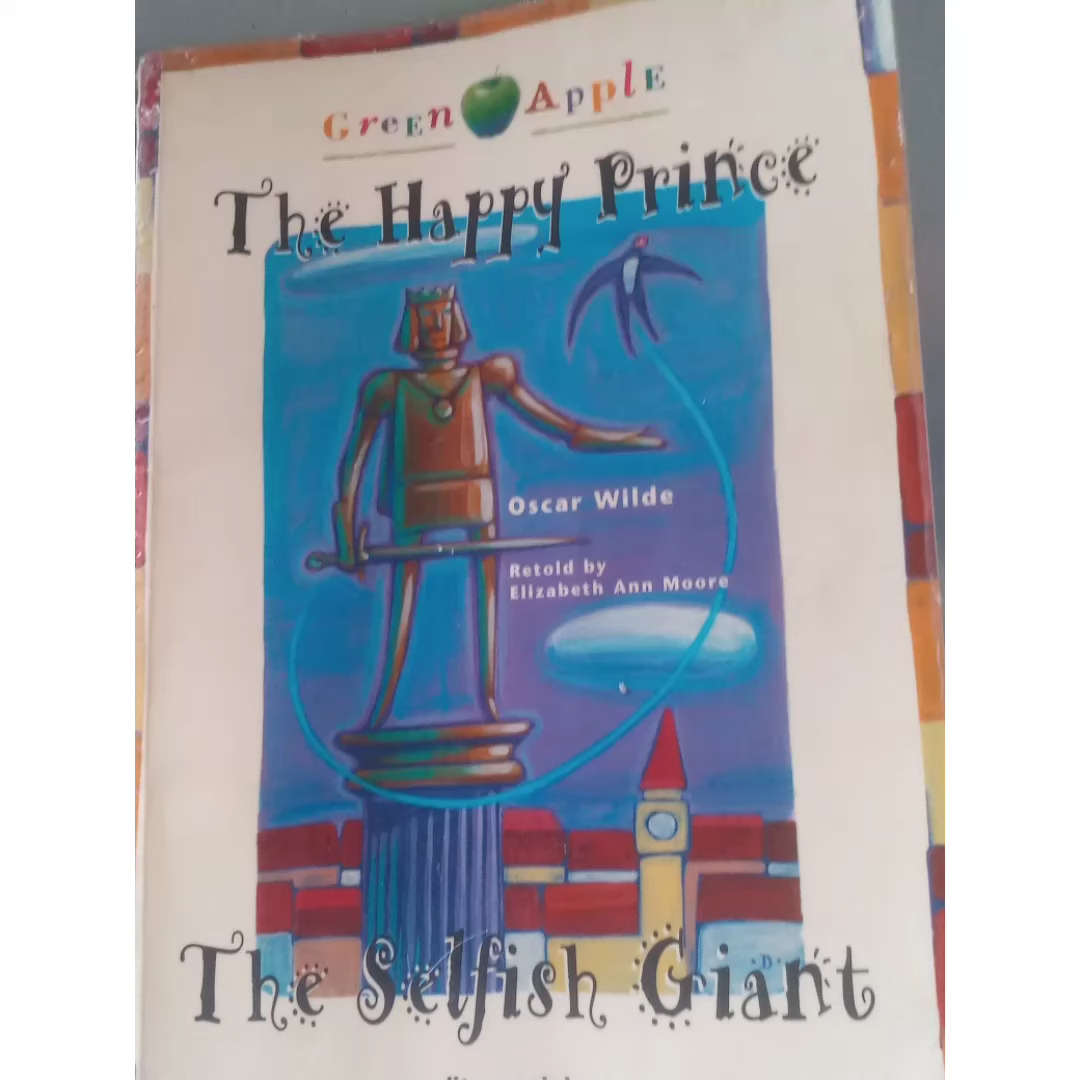 GreEn Apple
The Happy Prince
Oscar Wilde
Retold by
Elizabeth Ann Moore
The Selfish Giant